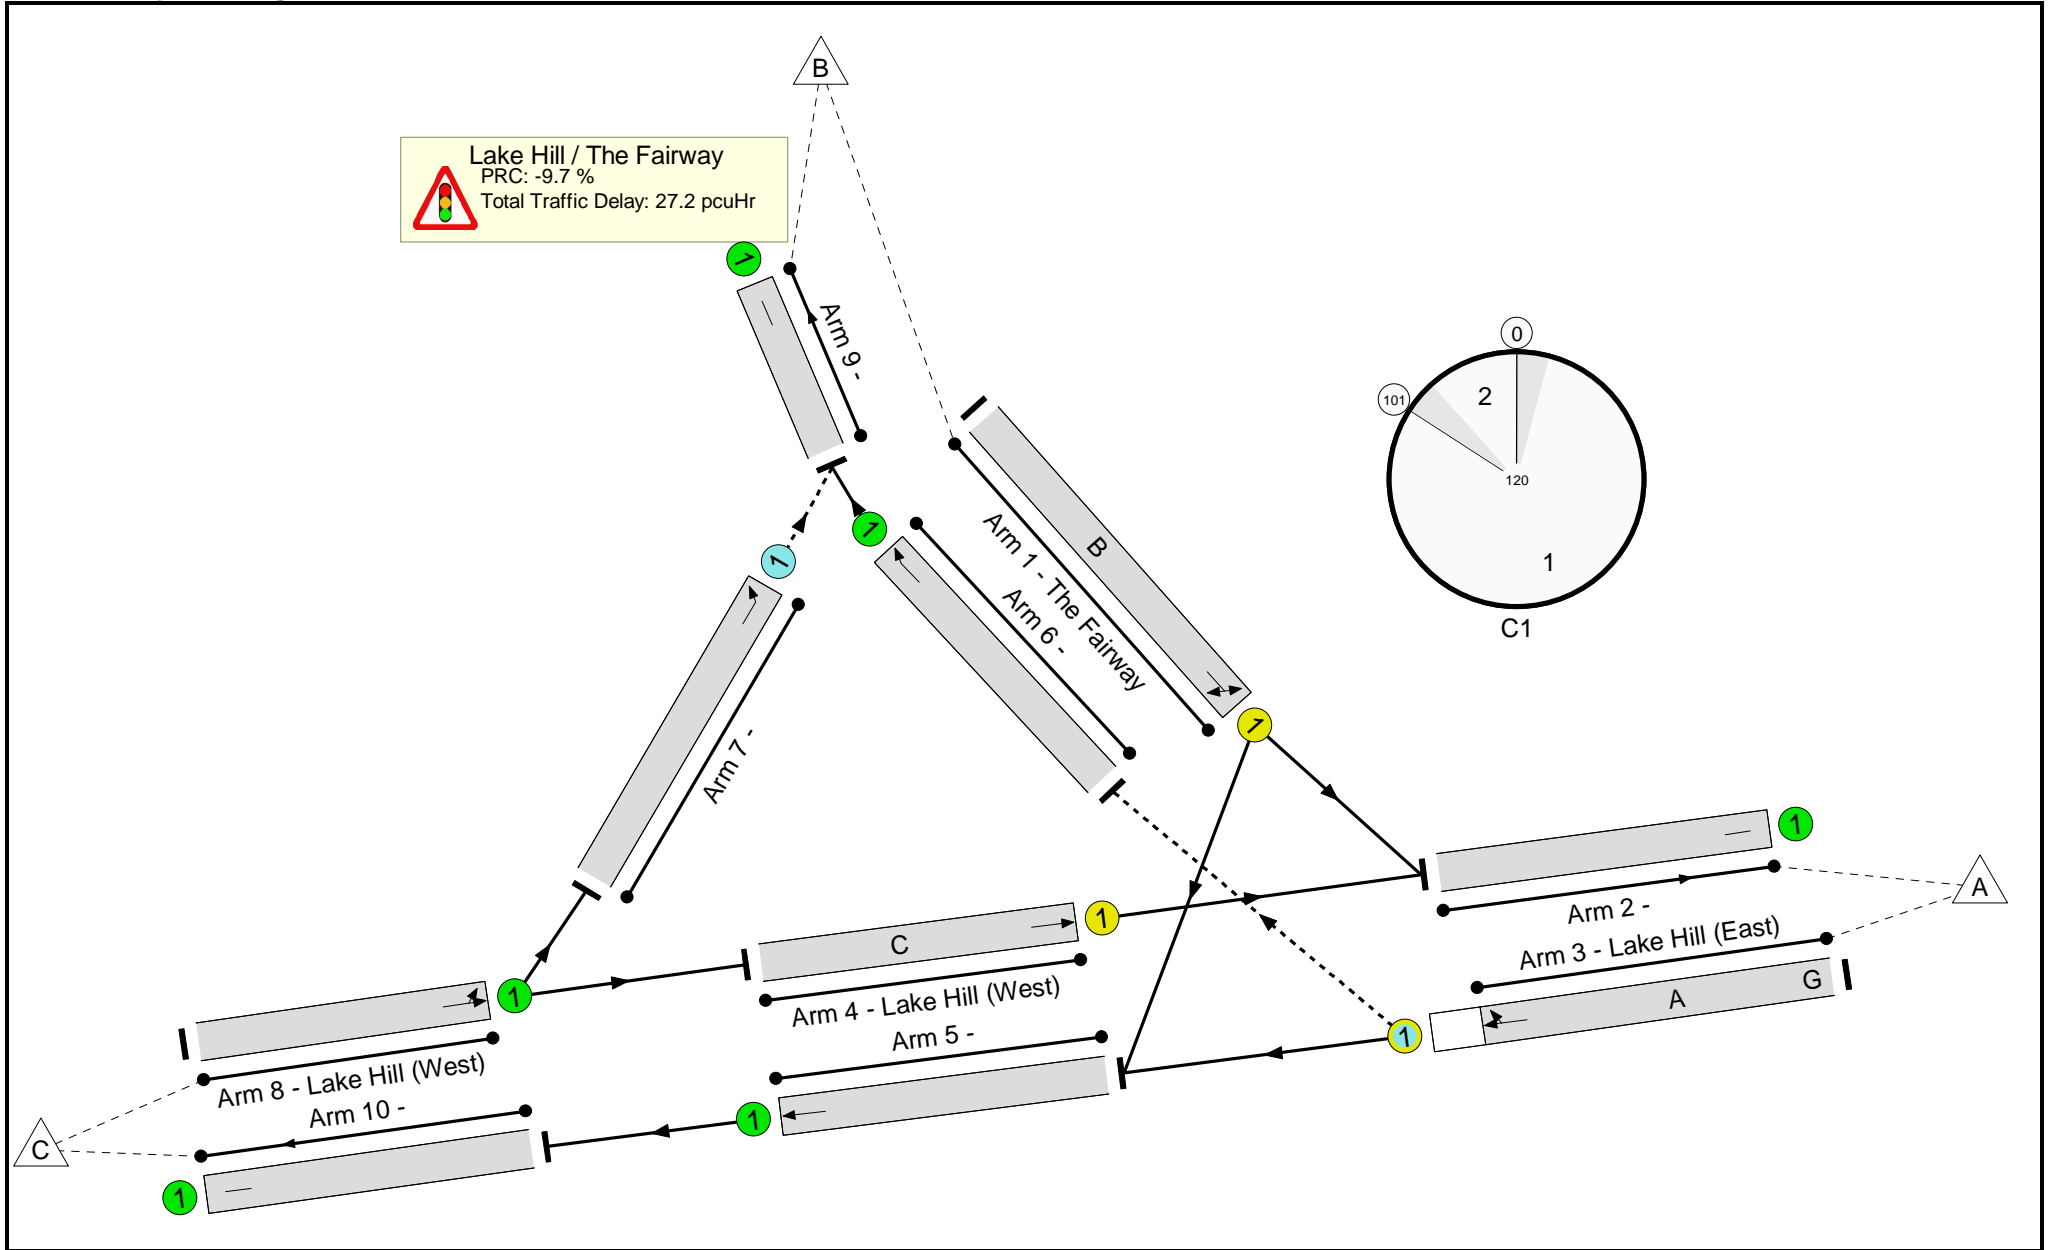 B
Lake Hill / The Fairway
PRC: -9.7 %
Total Traffic Delay: 27.2 pcuHr
1
Arm 9 -
0
101
2
120
1
C1
B
Arm 1 - The Fairway
Arm 6 -
1
1
Arm 7 -
1
1
Arm 2 -
A
Arm 3 - Lake Hill (East)
G
A
1
C
1
Arm 4 - Lake Hill (West)
Arm 5 -
1
1
Arm 8 - Lake Hill (West)
Arm 10 -
C
1